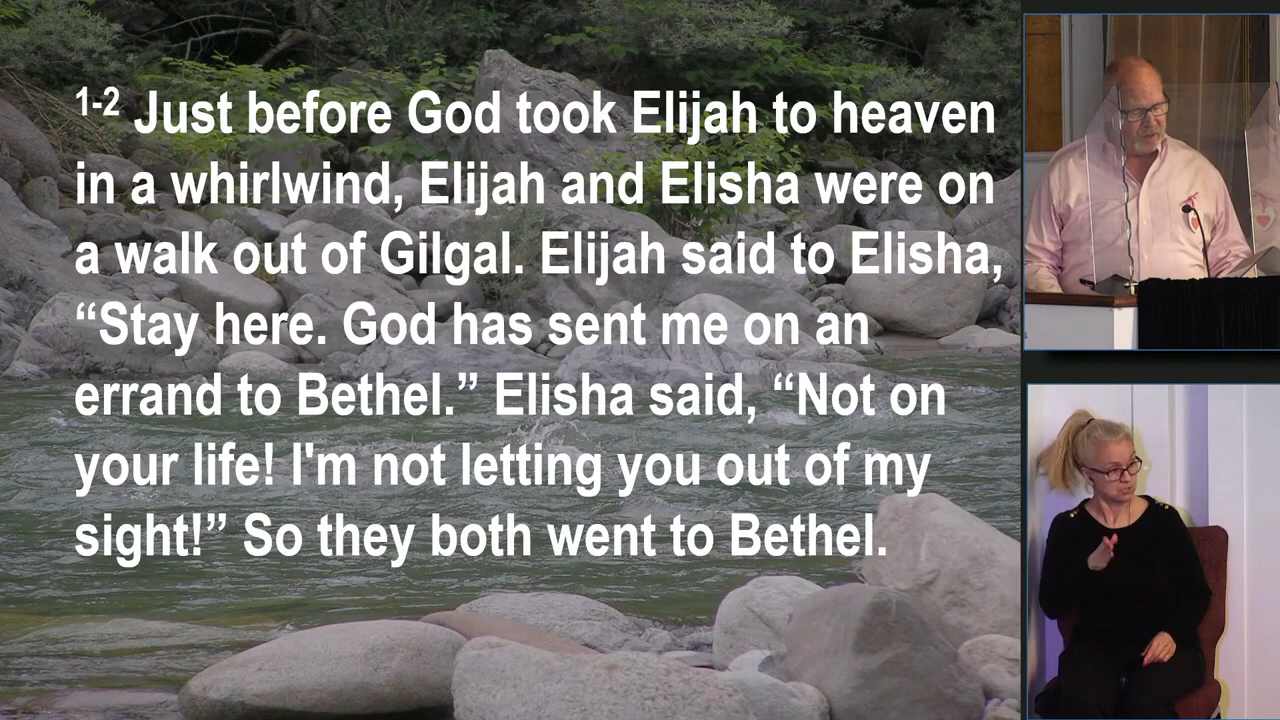 1-2 Just before God took Elijah to heaven
in a whirlwind, Elijah and Elisha were on
a walk out of Gilgal. Elijah said to Elisha,
“Stay here. God has sent me on an
errand to Bethel.” Elisha said, “Not on
your life! I'm not letting you out of my
sight!” So they both went to Bethel.